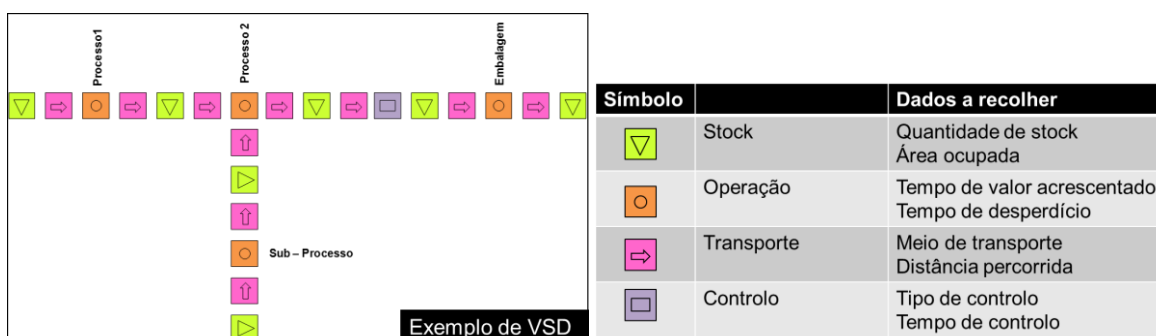 Processo1
Processo 2
Embalagem
Sub – Processo
Exemplo de VSD
Símbolo Dados a recolher
Stock Quantidade de stock
Área ocupada
Operação Tempo de valor acrescentado
Tempo de desperdício
Transporte Meio de transporte
Distância percorrida
Controlo Tipo de controlo
Tempo de controlo